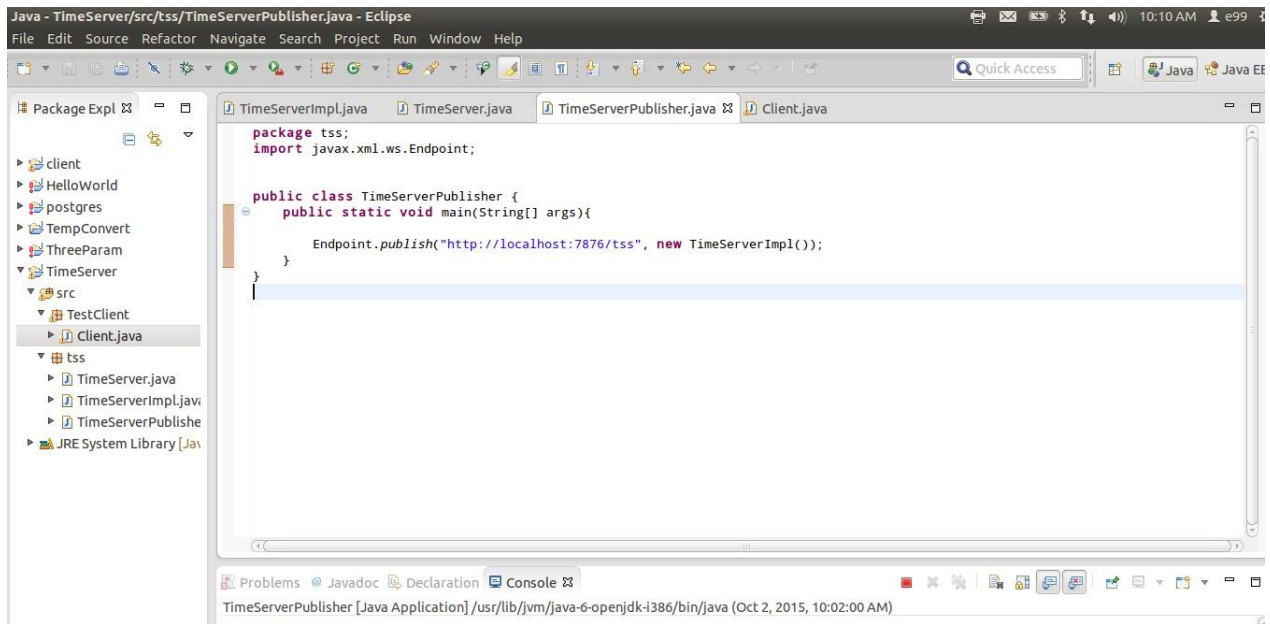 Java - TimeServer/src/tss/TimeServerPublisher.java - Eclipse
10:10 AM e99
File Edit Source Refactor Navigate Search Project Run Window Help
Quick Access
Java
Java EE
Package Expl
TimeServerImpl.java
TimeServer.java
TimeServerPublisher.java
Client.java
client
HelloWorld
postgres
TempConvert
ThreeParam
TimeServer
src
TestClient
Client.java
tss
TimeServer.java
TimeServerImpl.java
TimeServerPublishe
JRE System Library [Jav
package tss;
import javax.xml.ws.Endpoint;
public class TimeServerPublisher {
public static void main(String[] args){
Endpoint.publish("http://localhost:7876/tss", new TimeServerImpl());
}
}
Problems @ Javadoc Declaration Console
TimeServerPublisher [Java Application] /usr/lib/jvm/java-6-openjdk-i386/bin/java (Oct 2, 2015, 10:02:00 AM)